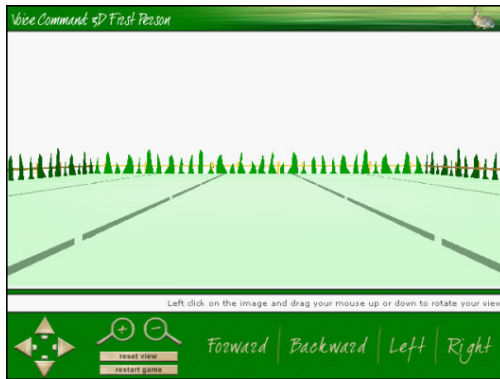 Voice Command: 3D First Person
Left click on the image and drag your mouse up or down to rotate your view
Forward Backward Left Right
reset view
restart game